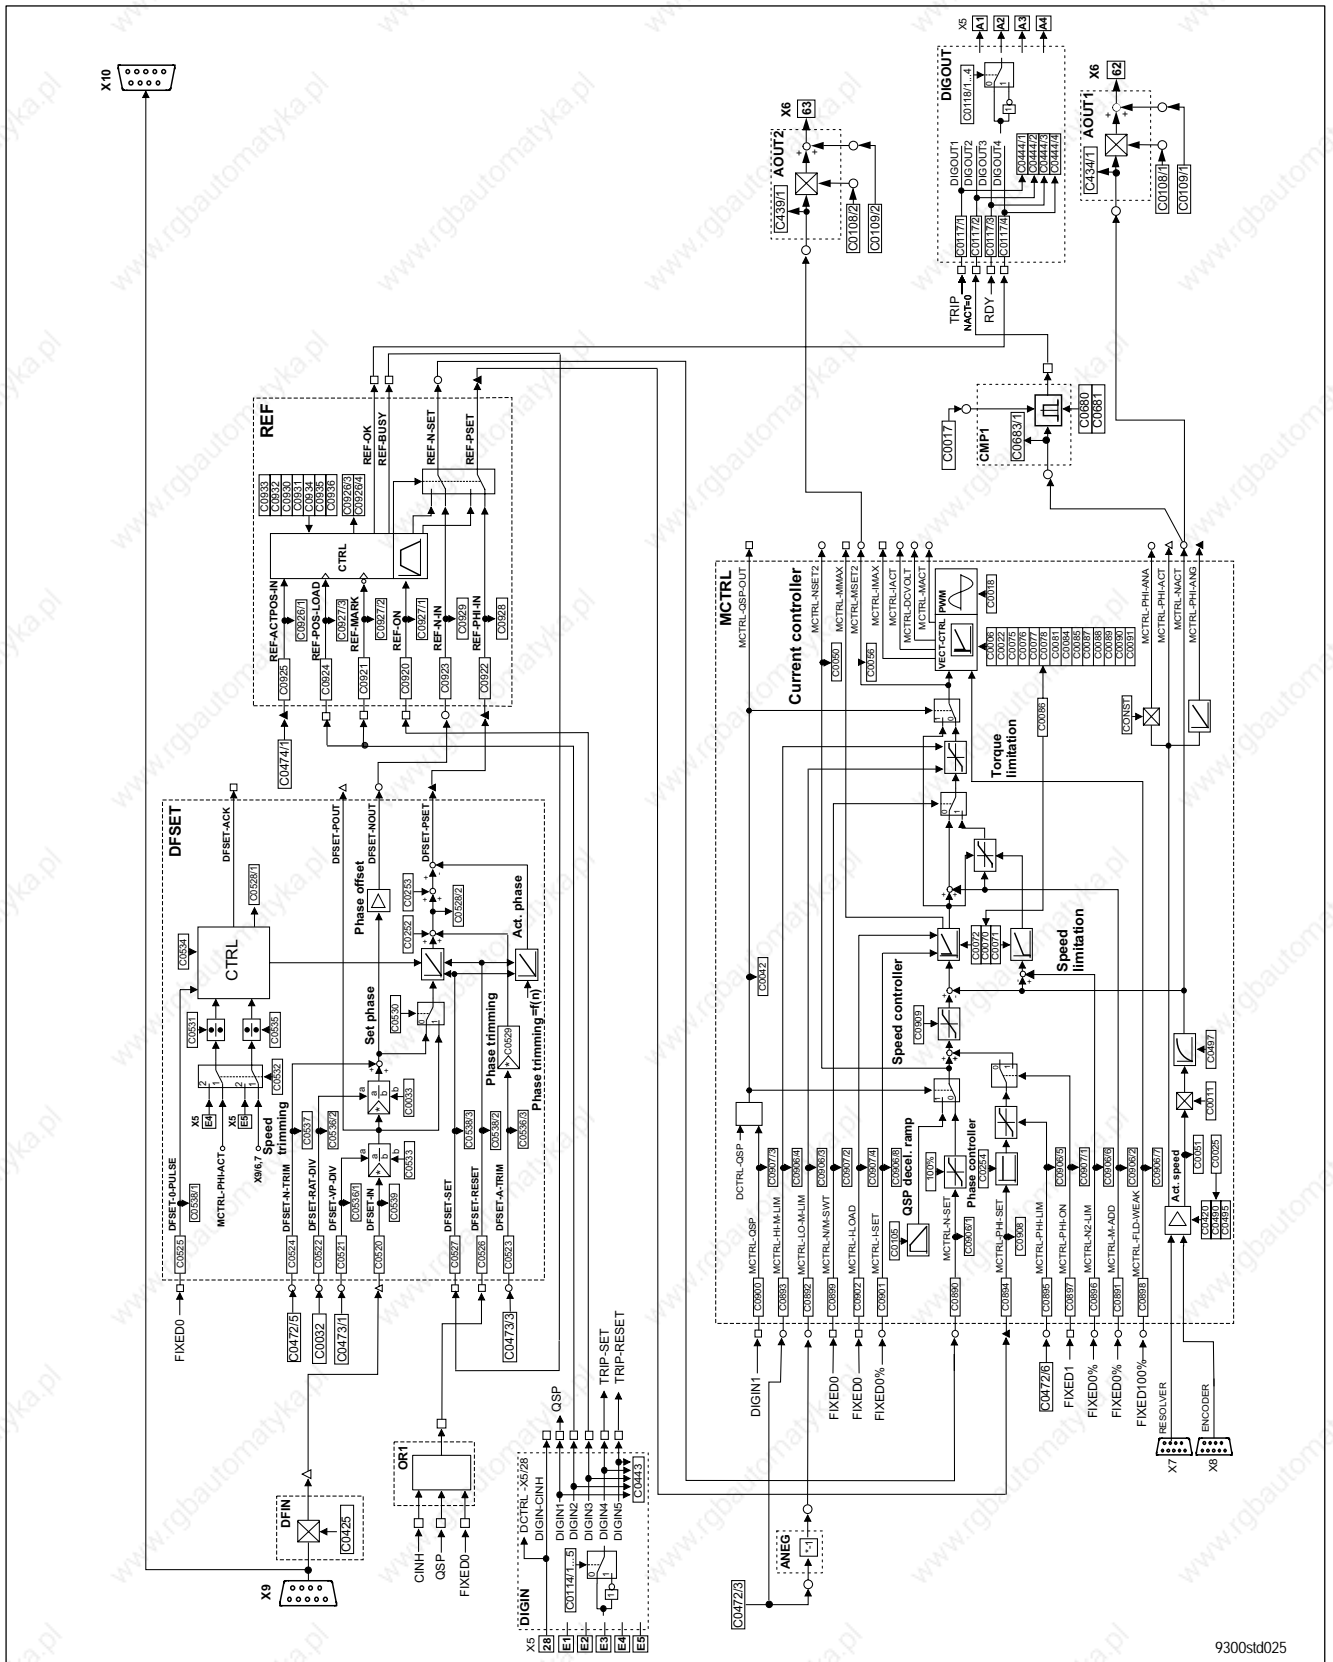 X10
X9
DFIN
C0425
OR1
CINH
QSP
FIXED0
DIGIN
X5
28
E1
E2
E3
E4
E5
DCTRL -X5/28
DIGIN-CINH
DIGIN1
DIGIN2
DIGIN3
DIGIN4
DIGIN5
C0114/1...5
0
1
1
C0443
QSP
TRIP-SET
TRIP-RESET
DFSET
FIXED0
C0525
DFSET-0-PULSE
C0538/1
MCTRL-PHI-ACT
X9/6,7
X5
E4
X5
E5
2
1
2
1
C0532
C0531
C0535
C0534
CTRL
DFSET-ACK
C0528/1
Speed
trimming
C0472/5
C0524
DFSET-N-TRIM
C0032
C0522
DFSET-RAT-DIV
C0537
C0536/2
C0473/1
C0521
DFSET-VP-DIV
C0536/1
C0520
DFSET-IN
C0539
C0533
C0033
a
b
a
b
Set phase
C0530
0
1
Phase offset
C0252
C0253
C0528/2
DFSET-POUT
DFSET-NOUT
DFSET-PSET
Act. phase
Phase trimming
C0529
Phase trimming =f(n)
C0527
DFSET-SET
C0538/3
C0526
DFSET-RESET
C0538/2
C0473/3
C0523
DFSET-A-TRIM
C0536/3
REF
C0474/1
C0925
REF-ACTPOS-IN
C0926/1
C0924
REF-POS-LOAD
C0927/3
C0921
REF-MARK
C0927/2
C0920
REF-ON
C0927/1
C0923
REF-N-IN
C0929
C0922
REF-PHI-IN
C0928
CTRL
C0933
C0932
C0930
C0931
C0934
C0935
C0936
C0926/3
C0926/4
REF-OK
REF-BUSY
REF-N-SET
REF-PSET
AOUT2
X6
63
C439/1
C0108/2
C0109/2
DIGOUT
X5
A1
A2
A3
A4
C0118/1...4
0
1
1
DIGOUT1
DIGOUT2
DIGOUT3
DIGOUT4
C0444/1
C0444/2
C0444/3
C0444/4
C0117/1
C0117/2
C0117/3
C0117/4
TRIP
NACT=0
RDY
AOUT1
X6
62
C434/1
C0108/1
C0109/1
CMP1
C0017
C0683/1
C0680
C0681
MCTRL
Current controller
MCTRL-QSP-OUT
MCTRL-NSET2
MCTRL-MMAX
MCTRL-MSET2
MCTRL-IMAX
MCTRL-IACT
MCTRL-DCVOLT
MCTRL-MACT
MCTRL-PHI-ANA
MCTRL-PHI-ACT
MCTRL-NACT
MCTRL-PHI-ANG
C0050
C0056
VECT-CTRL
PWM
C0018
C0006
C0022
C0075
C0076
C0077
C0078
C0081
C0084
C0085
C0087
C0088
C0089
C0090
C0091
C0086
CONST
Torque
limitation
Speed
limitation
C0072
C0070
C0071
Speed controller
C0909
C0042
DCTRL-QSP
QSP decel. ramp
C0105
100%
Phase controller
C0254
DIGIN1
C0900
MCTRL-QSP
C0907/3
C0893
MCTRL-HI-M-LIM
C0906/4
C0892
MCTRL-LO-M-LIM
C0906/3
FIXED0
C0899
MCTRL-N/M-SWT
C0907/2
FIXED0
C0902
MCTRL-I-LOAD
C0907/4
FIXED0%
C0901
MCTRL-I-SET
C0906/8
C0890
MCTRL-N-SET
C0906/1
C0894
MCTRL-PHI-SET
C0908
C0472/6
C0895
MCTRL-PHI-LIM
C0906/5
FIXED1
C0897
MCTRL-PHI-ON
C0907/1
FIXED0%
C0896
MCTRL-N2-LIM
C0906/6
FIXED0%
C0891
MCTRL-M-ADD
C0906/2
FIXED100%
C0898
MCTRL-FLD-WEAK
C0906/7
Act. speed
C0051
C0025
C0420
C0490
C0495
C0011
C0497
RESOLVER
X7
ENCODER
X8
C0472/3
ANEG
*-1
9300std025
www.rgbautomatyka.pl